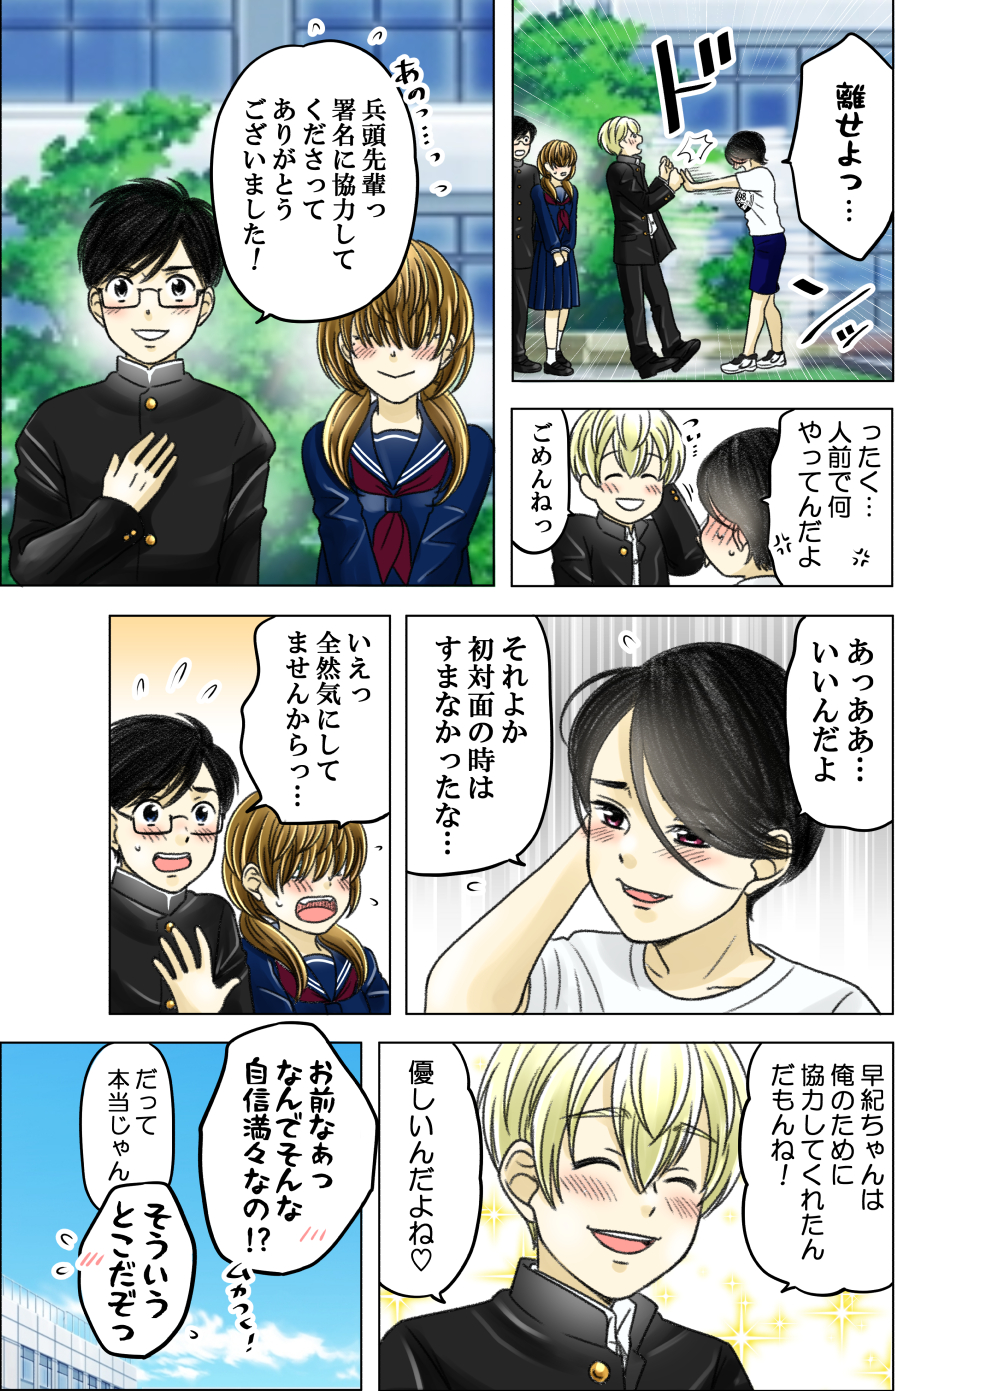 離せよっ…
ドンッ
ったく…
人前で何
やってんだよ
ごめんねっ
あのっ…
兵頭先輩っ
署名に協力して
くださって
ありがとう
ございました！
あっああ…
いいんだよ
それよか
初対面の時は
すまなかったな…
いえっ
全然気にして
ませんからっ…
早紀ちゃんは
俺のために
協力してくれたん
だもんね！
優しいんだよね♡
お前なあっ
なんでそんな
自信満々なの!?
ムカつく！
だって
本当じゃん
そういう
とこだぞっ